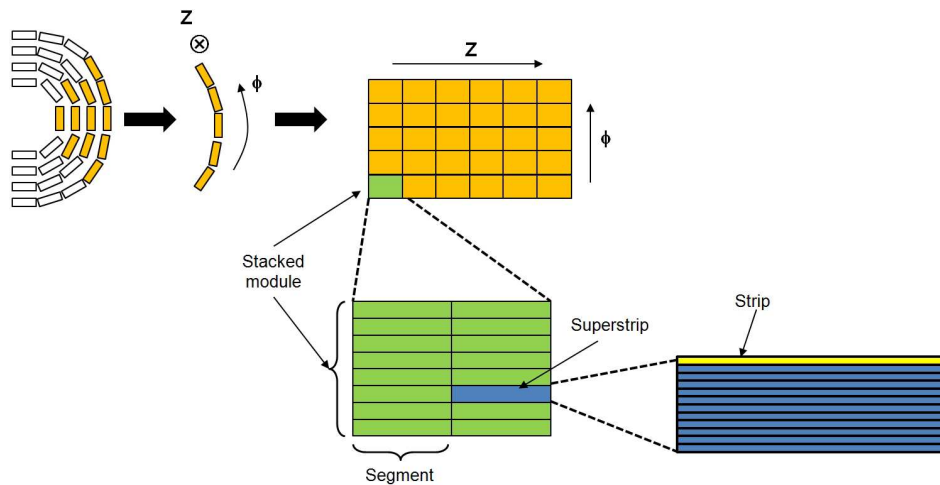 Z
ϕ
Z
ϕ
Stacked
module
Superstrip
Strip
Segment